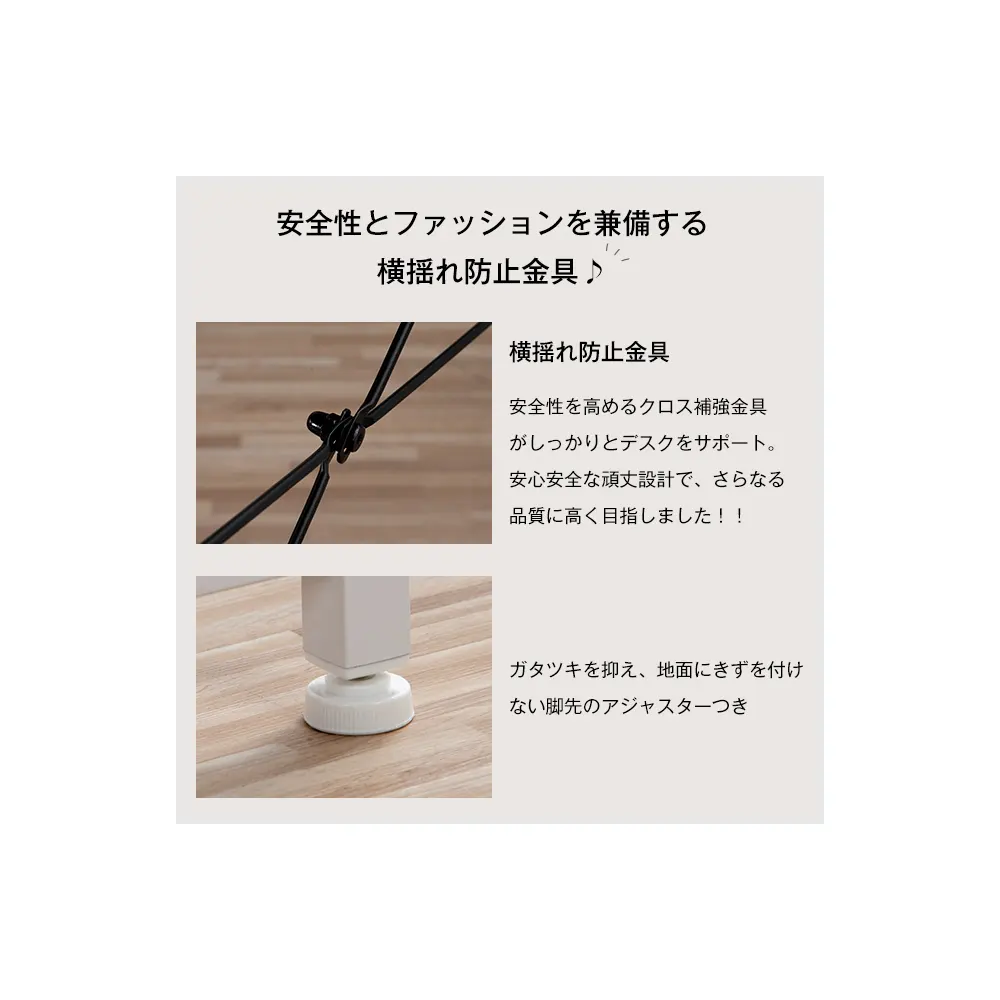 安全性とファッションを兼備する
横揺れ防止金具♪
横揺れ防止金具
安全性を高めるクロス補強金具
がしっかりとデスクをサポート。
安心安全な頑丈設計で、さらなる
品質に高く目指しました！！
ガタツキを抑え、地面にきずを付け
ない脚先のアジャスターつき